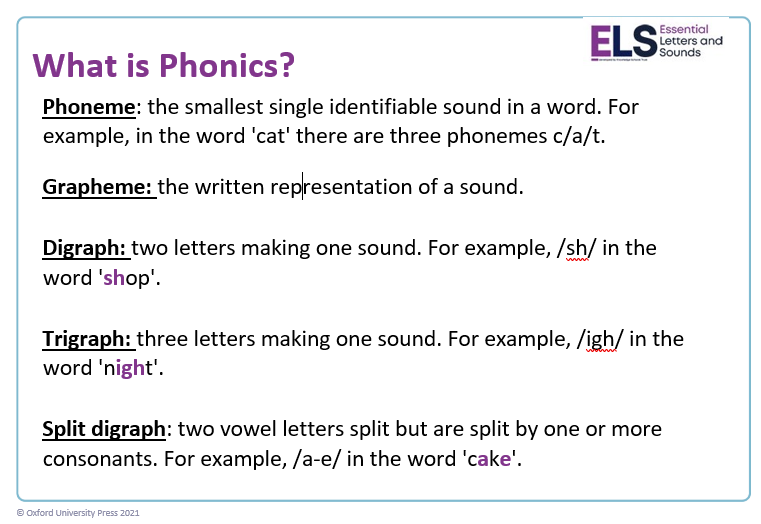 ELS Essential
Letters and
Sounds
What is Phonics?
Phoneme: the smallest single identifiable sound in a word. For
example, in the word 'cat' there are three phonemes c/a/t.
Grapheme: the written representation of a sound.
Digraph: two letters making one sound. For example, /sh/ in the
word 'shop'.
Trigraph: three letters making one sound. For example, /igh/ in the
word 'night'.
Split digraph: two vowel letters split but are split by one or more
consonants. For example, /a-e/ in the word 'cake'.
© Oxford University Press 2021